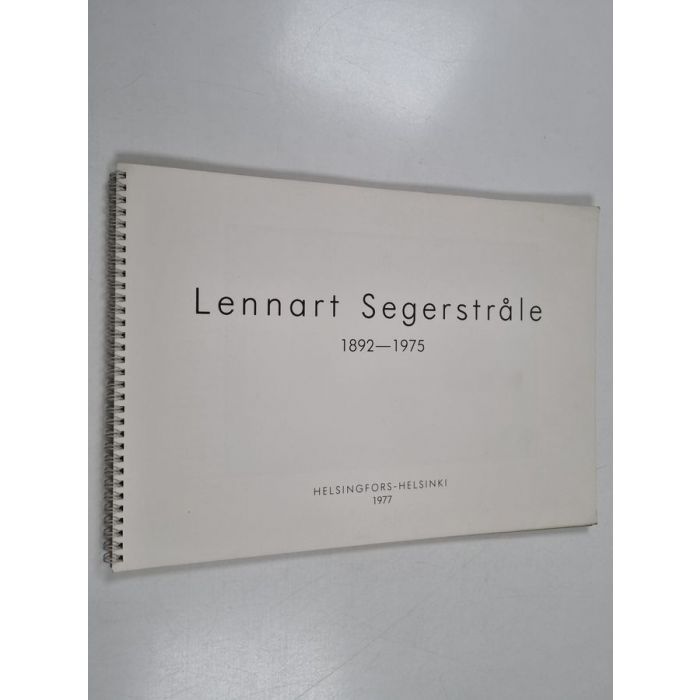 Lennart Segerstråle
1892—1975
HELSINGFORS-HELSINKI
1977